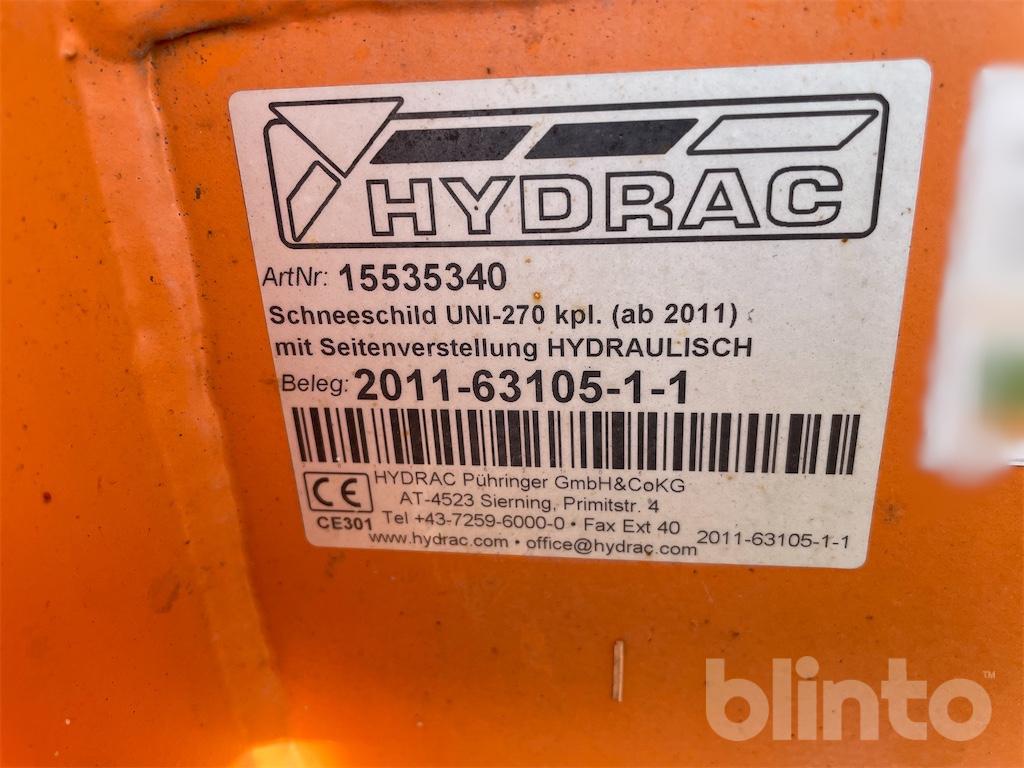 HYDRAC
ArtNr: 15535340
Schneeschild UNI-270 kpl. (ab 2011)
mit Seitenverstellung HYDRAULISCH
Beleg: 2011-63105-1-1
CE
CE301
HYDRAC Pühringer GmbH&CoKG
AT-4523 Sierning, Primitstr. 4
Tel +43-7259-6000-0 • Fax Ext 40
www.hydrac.com • office@hydrac.com
2011-63105-1-1
blinto™